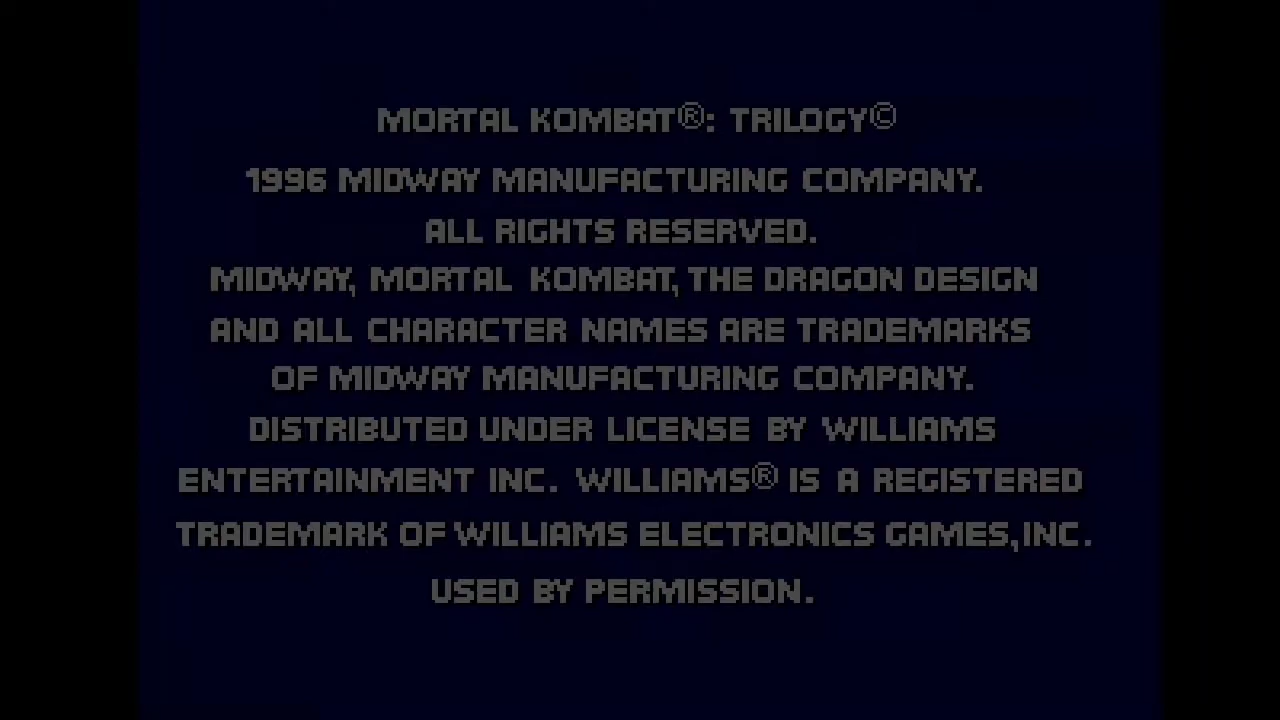 MORTAL KOMBAT®: TRILOGY©
1996 MIDWAY MANUFACTURING COMPANY.
ALL RIGHTS RESERVED.
MIDWAY, MORTAL KOMBAT, THE DRAGON DESIGN
AND ALL CHARACTER NAMES ARE TRADEMARKS
OF MIDWAY MANUFACTURING COMPANY.
DISTRIBUTED UNDER LICENSE BY WILLIAMS
ENTERTAINMENT INC. WILLIAMS® IS A REGISTERED
TRADEMARK OF WILLIAMS ELECTRONICS GAMES,INC.
USED BY PERMISSION.